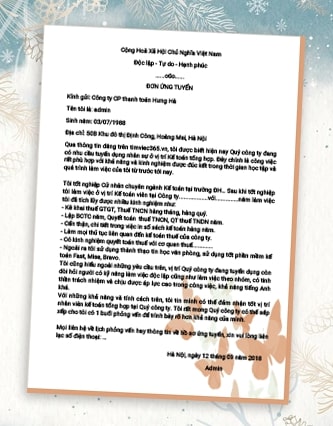 Cộng Hoà Xã Hội Chủ Nghĩa Việt Nam
Độc lập - Tự do - Hạnh phúc
.....o0o.....
ĐƠN ỨNG TUYỂN
Kính gửi: Công ty CP thanh toán Hưng Hà
Tên tôi là: admin
Sinh năm: 03/07/1988
Địa chỉ: 50B Khu đô thị Định Công, Hoàng Mai, Hà Nội
Qua thông tin đăng trên timviec365.vn, tôi được biết hiện nay Quý công ty đang
có nhu cầu tuyển dụng nhân sự ở vị trí Kế toán tổng hợp. Đây chính là công việc
rất phù hợp với khả năng và kinh nghiệm được đúc kết trong thời gian học tập và
quá trình làm việc của tôi từ trước tới nay.
Tôi tốt nghiệp Cử nhân chuyên ngành Kế toán tại trường ĐH... Sau khi tốt nghiệp
tôi làm việc ở vị trí Kế toán viên tại Công ty..................với..............năm làm việc
tôi đã tích lũy được nhiều kinh nghiệm như:
- Kê khai thuế GTGT, Thuế TNCN hàng tháng, hàng quý.
- Lập BCTC năm, Quyết toán thuế TNCN, QT thuế TNDN năm.
- Cẩn thận, chi tiết trong việc in sổ sách kế toán hàng năm.
- Làm mọi thủ tục liên quan đến kế toán thuế của công ty.
- Có kinh nghiệm quyết toán thuế với cơ quan thuế..............
- Ngoài ra tôi sử dụng thành thạo tin học văn phòng, sử dụng tốt phần mềm kế
toán Fast, Misa, Bravo.
Tôi cũng hiểu ngoài những yêu cầu trên, vị trí Quý công ty đang tuyển dụng còn
đòi hỏi người có kỹ năng làm việc độc lập cũng như làm việc theo nhóm, có tinh
thần trách nhiệm và chịu được áp lực cao trong công việc, khả năng tiếng Anh
khá.
Với những khả năng và tính cách trên, tôi tin mình có thể đảm nhận tốt vị trí
nhân viên kế toán tổng hợp tại Quý công ty. Tôi rất mong Quý công ty có thể sắp
xếp cho tôi có 1 buổi phỏng vấn để trình bày rõ hơn khả năng của mình.
Mọi liên hệ về lịch phỏng vấn hay thông tin về hồ sơ ứng tuyển, xin vui lòng liên
lạc số điện thoại: ...
Hà Nội, ngày 12 tháng 09 năm 2018
Admin